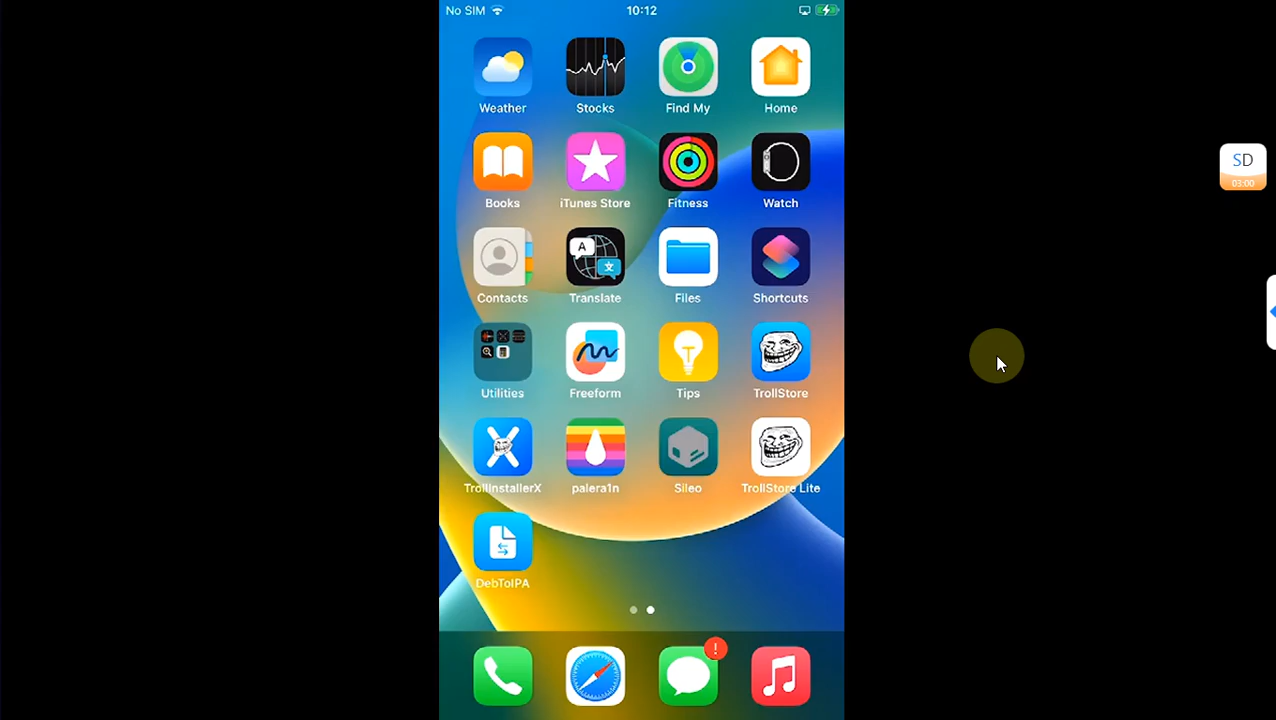 No SIM 10:12
Weather Stocks Find My Home
SD
03:00
Books iTunes Store Fitness Watch
A
文
Contacts Translate Files Shortcuts
Utilities Freeform Tips TrollStore
TrollInstallerX palera1n Sileo TrollStore Lite
DebToIPA
!